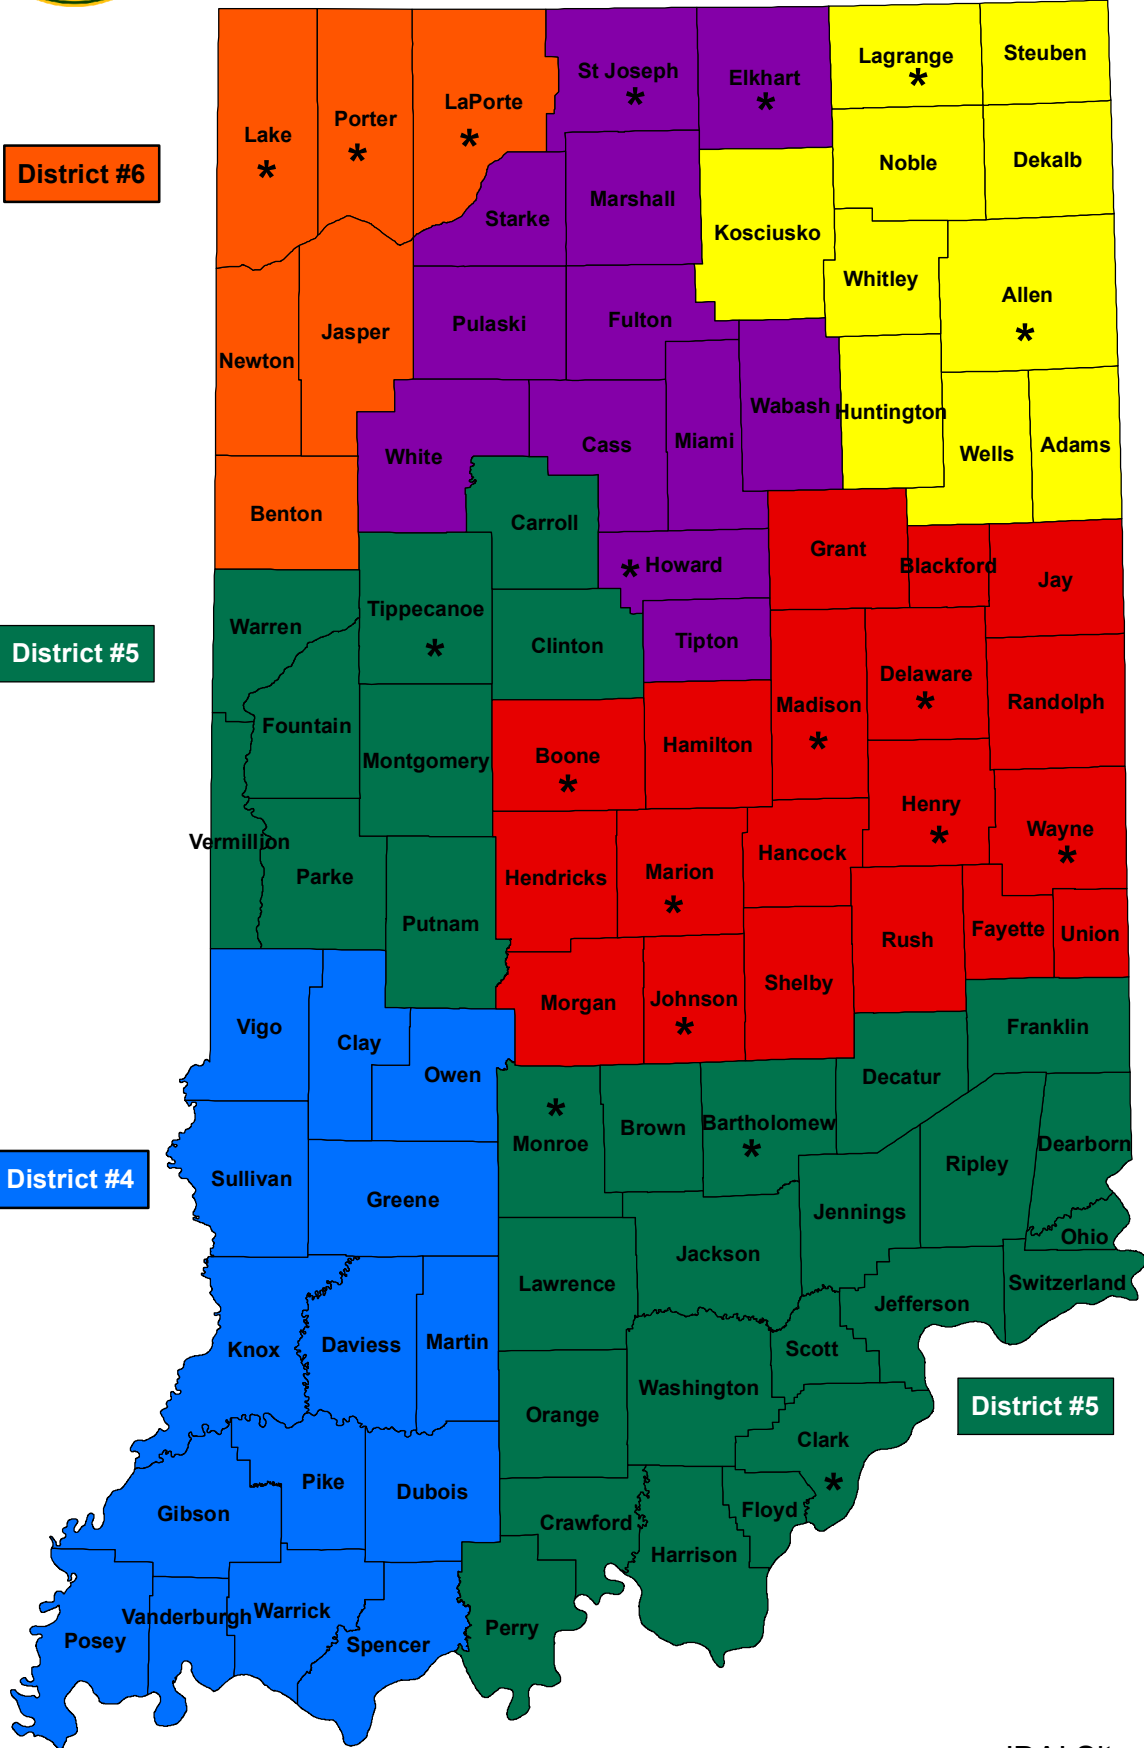 Lagrange
*
Steuben
St Joseph
*
Elkhart
*
LaPorte
*
Porter
*
Lake
*
District #6
Noble
Dekalb
Marshall
Starke
Kosciusko
Whitley
Allen
*
Pulaski
Fulton
Jasper
Newton
Wabash
Huntington
White
Cass
Miami
Wells
Adams
Benton
Carroll
Grant
Blackford
Jay
* Howard
Tippecanoe
*
Warren
Clinton
Tipton
District #5
Delaware
*
Madison
*
Randolph
Fountain
Montgomery
Boone
*
Hamilton
Henry
*
Wayne
*
Vermillion
Parke
Hendricks
Marion
*
Hancock
Putnam
Rush
Fayette
Union
Morgan
Johnson
*
Shelby
Vigo
Clay
Owen
Franklin
Decatur
*
Monroe
Brown
Bartholomew
*
Dearborn
Ripley
District #4
Sullivan
Greene
Jennings
Ohio
Jackson
Lawrence
Switzerland
Jefferson
Knox
Daviess
Martin
Scott
Washington
Orange
District #5
Clark
*
Pike
Dubois
Gibson
Crawford
Floyd
Harrison
Vanderburgh
Warrick
Posey
Spencer
Perry